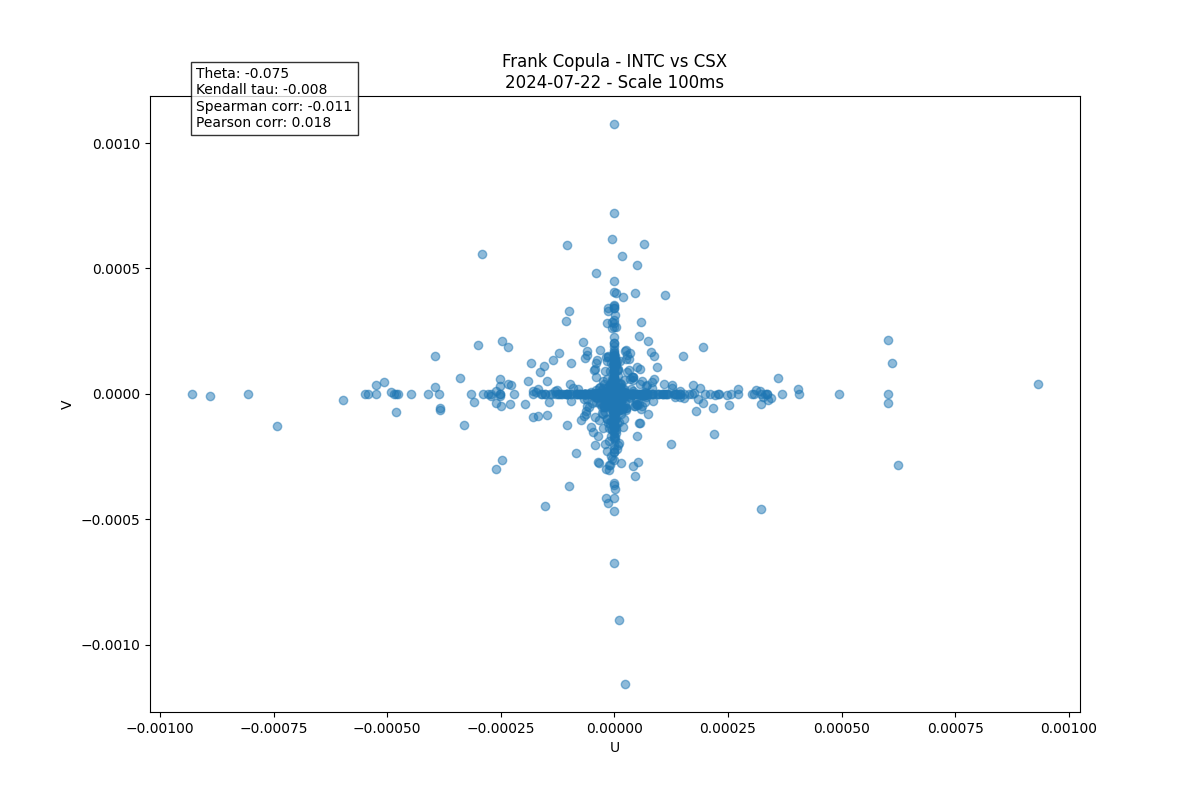 Frank Copula - INTC vs CSX
2024-07-22 - Scale 100ms
Theta: -0.075
Kendall tau: -0.008
Spearman corr: -0.011
Pearson corr: 0.018
0.0010
0.0005
0.0000
−0.0005
−0.0010
V
−0.00100 −0.00075 −0.00050 −0.00025 0.00000 0.00025 0.00050 0.00075 0.00100
U